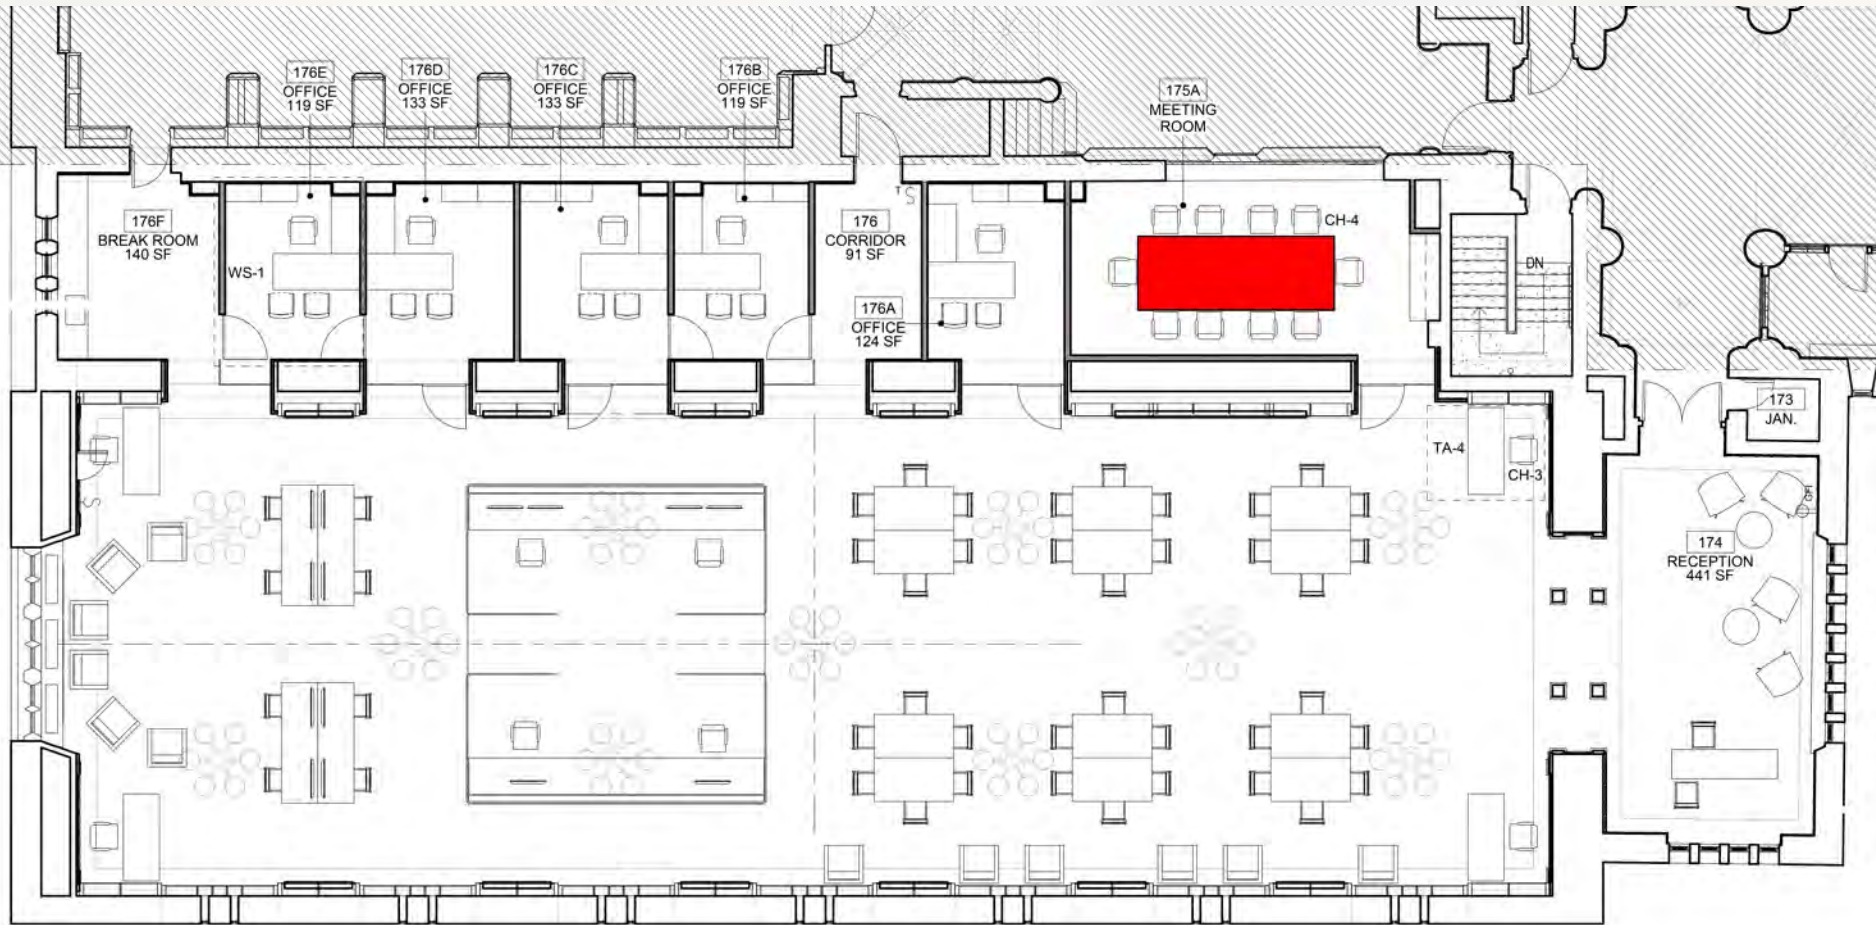 176E
OFFICE
119 SF
176D
OFFICE
133 SF
176C
OFFICE
133 SF
176B
OFFICE
119 SF
175A
MEETING
ROOM
176F
BREAK ROOM
140 SF
WS-1
176
CORRIDOR
91 SF
T
S
176A
OFFICE
124 SF
CH-4
DN
173
JAN.
TA-4
CH-3
S
GFI
174
RECEPTION
441 SF